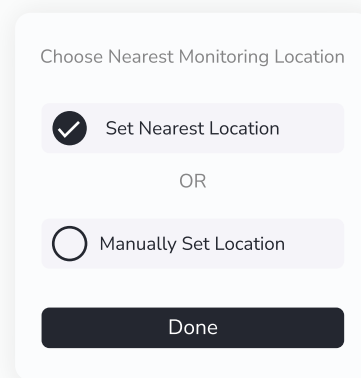 Choose Nearest Monitoring Location
Set Nearest Location
OR
Manually Set Location
Done